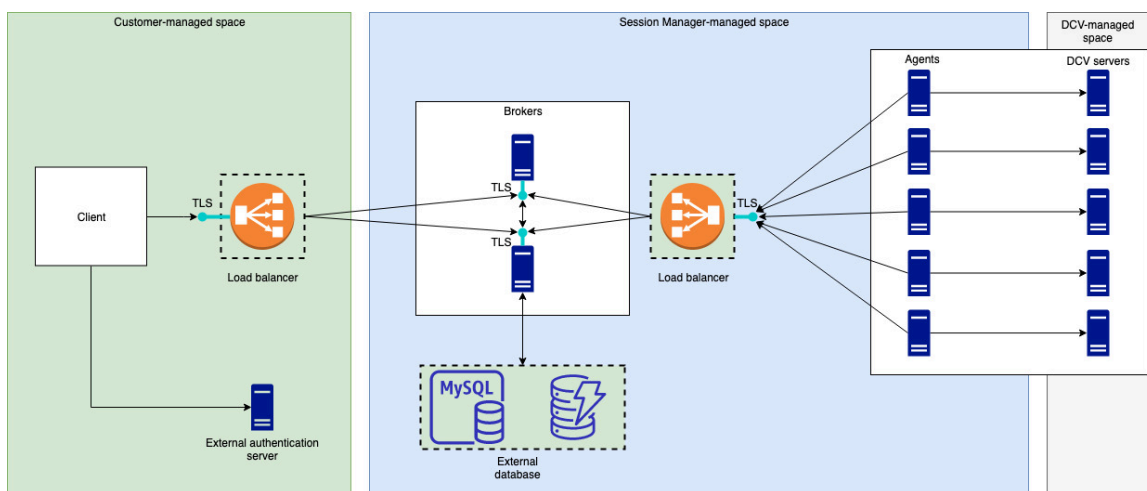 Customer-managed space
Session Manager-managed space
DCV-managed
space
Agents
DCV servers
Brokers
TLS
Client
TLS
TLS
TLS
Load balancer
Load balancer
MySQL
External authentication
server
External
database